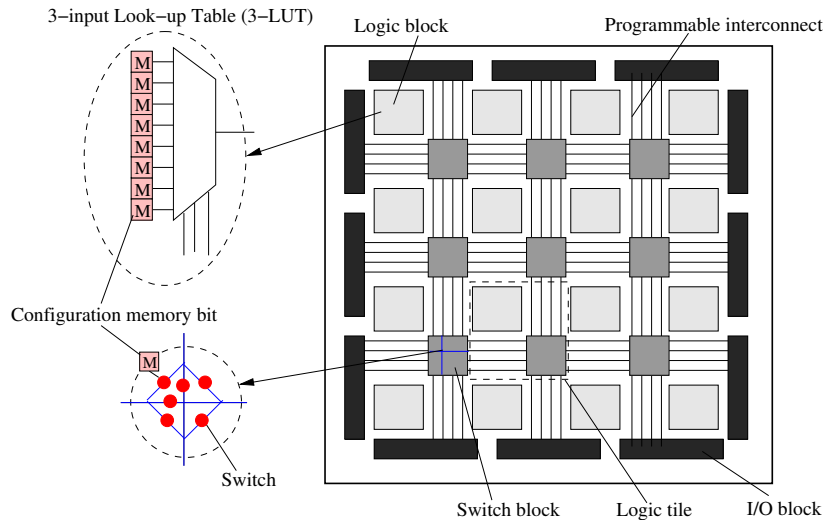 3-input Look-up Table (3-LUT)
Logic block
Programmable interconnect
M
M
M
M
M
M
M
M
Configuration memory bit
M
Switch
Switch block
Logic tile
I/O block